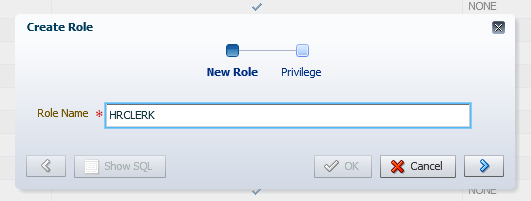 NONE
Create Role
New Role Privilege
Role Name * HRCLERK
Show SQL OK Cancel
NONE